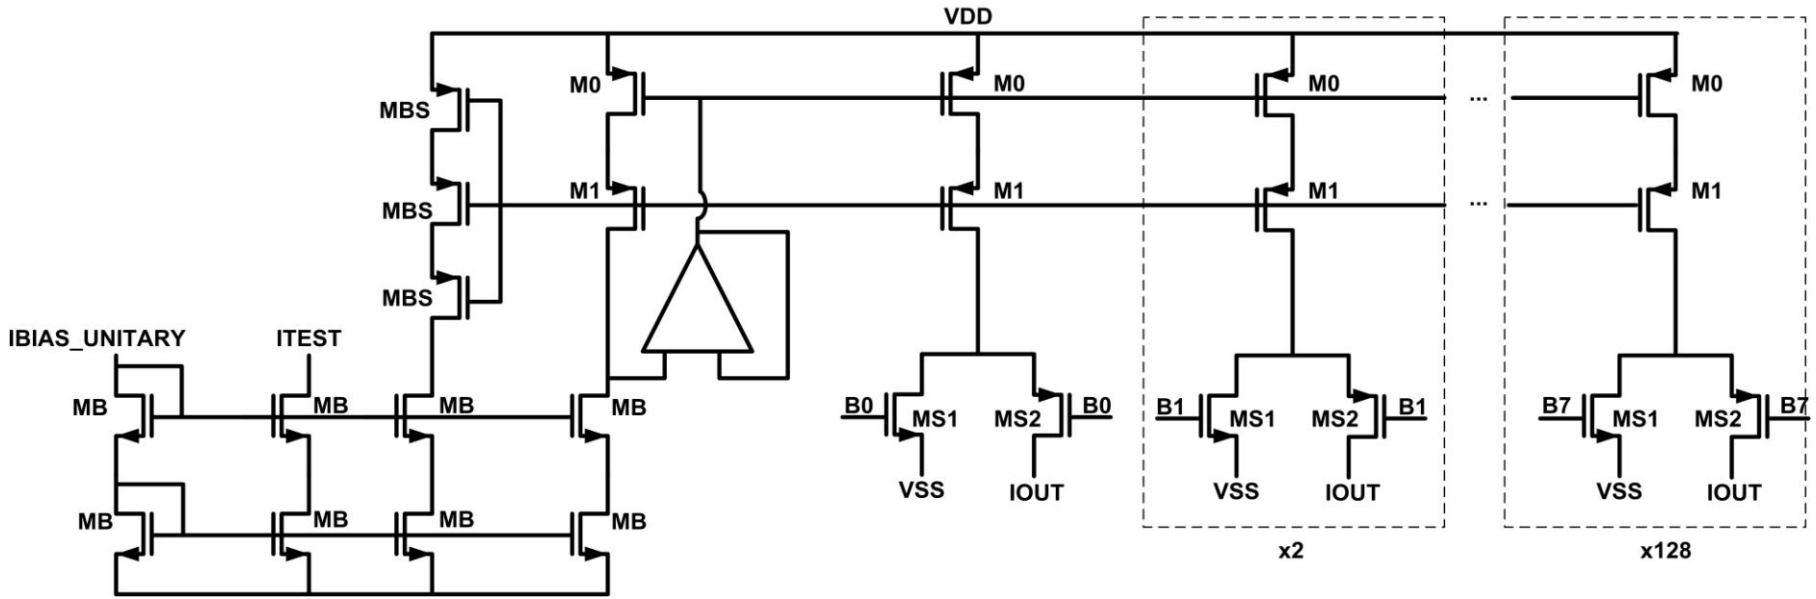 VDD
M0 M0 M0 ... M0
MBS
MBS M1 M1 M1 ... M1
MBS
IBIAS_UNITARY ITEST
MB MB MB MB B0 MS1 MS2 B0 B1 MS1 MS2 B1 B7 MS1 MS2 B7
VSS IOUT VSS IOUT VSS IOUT
MB MB MB MB
x2 x128